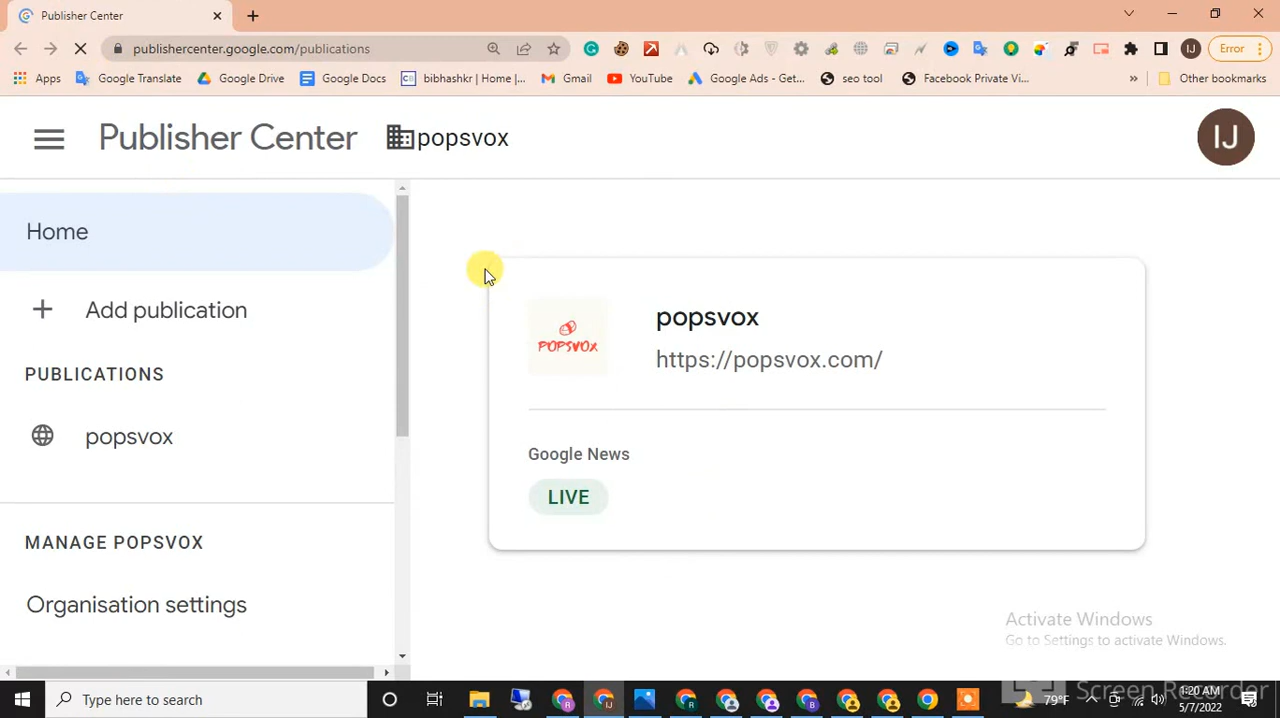 Publisher Center
publishercenter.google.com/publications
IJ
Error
Apps
Google Translate
Google Drive
Google Docs
bibhashkr | Home |...
Gmail
YouTube
Google Ads - Get...
seo tool
Facebook Private Vi...
»
Other bookmarks
Publisher Center
popsvox
IJ
Home
Add publication
PUBLICATIONS
popsvox
MANAGE POPSVOX
Organisation settings
POPSVOX
popsvox
https://popsvox.com/
Google News
LIVE
Activate Windows
Go to Settings to activate Windows.
Screen Recorder
Type here to search
79°F
1:20 AM
5/7/2022